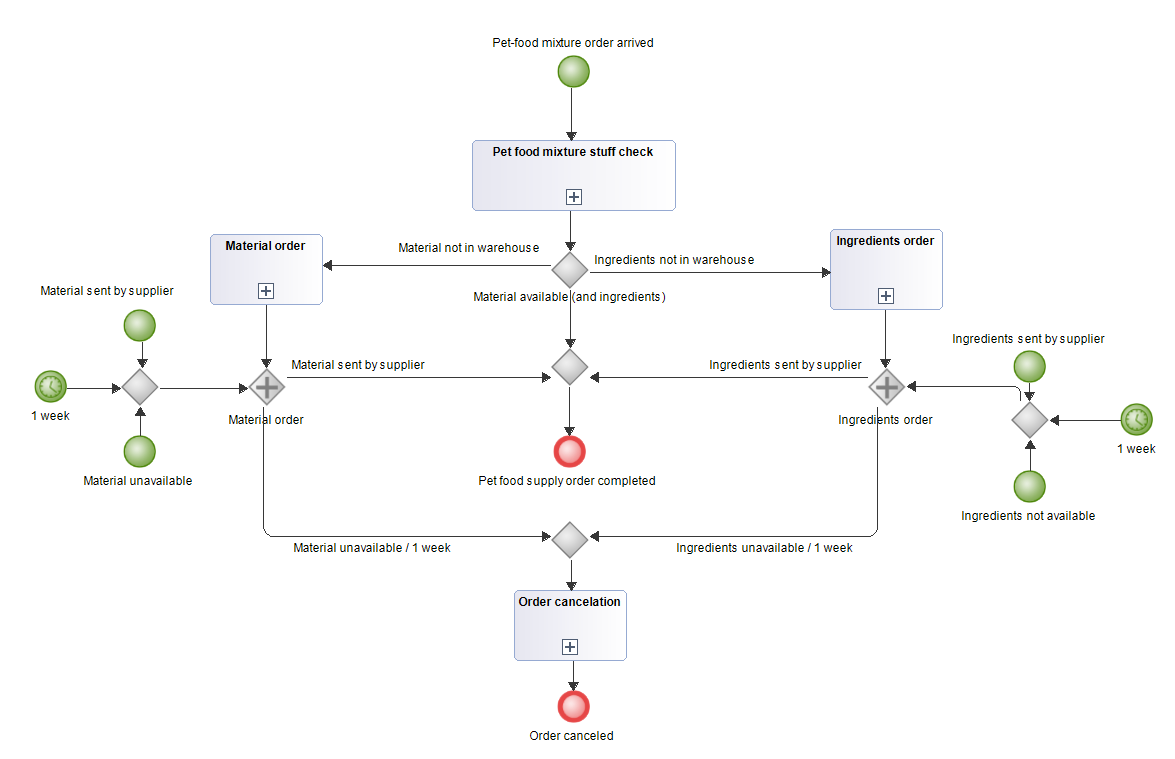 Pet-food mixture order arrived
Pet food mixture stuff check
Material order
Material not in warehouse
Ingredients order
Ingredients not in warehouse
Material sent by supplier
Material available (and ingredients)
Ingredients sent by supplier
Material sent by supplier
Ingredients sent by supplier
1 week
Material order
Ingredients order
1 week
Material unavailable
Pet food supply order completed
Ingredients not available
Material unavailable / 1 week
Ingredients unavailable / 1 week
Order cancelation
Order canceled